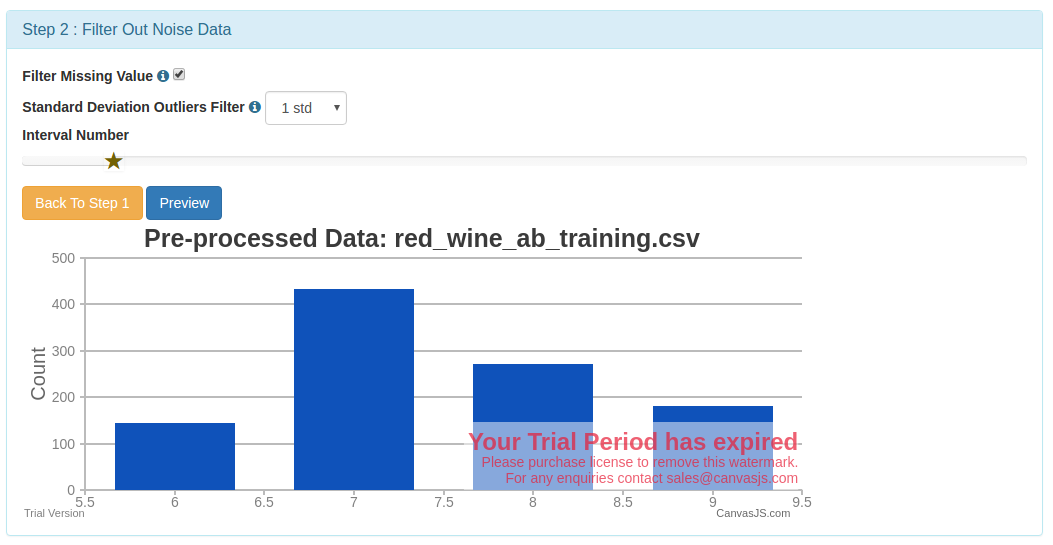 Step 2 : Filter Out Noise Data
Filter Missing Value
Standard Deviation Outliers Filter 1 std
Interval Number
Back To Step 1 Preview
Pre-processed Data: red_wine_ab_training.csv
500
400
300
200
100
0
Count
5.5 6 6.5 7 7.5 8 8.5 9 9.5
Your Trial Period has expired
Please purchase license to remove this watermark.
For any enquiries contact sales@canvasjs.com
Trial Version CanvasJS.com